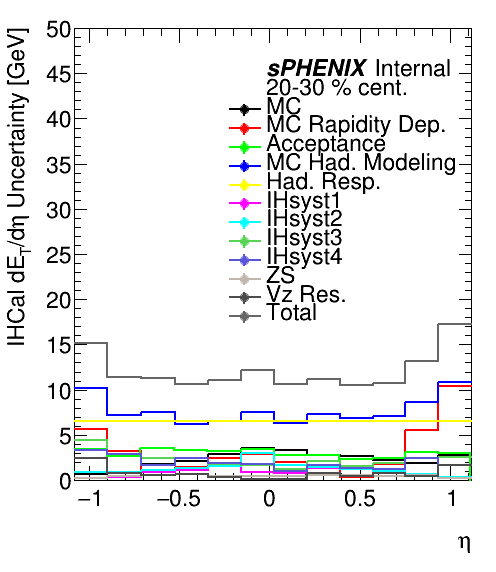 IHCal dE_T/dη Uncertainty [GeV]
50
45
40
35
30
25
20
15
10
5
0
sPHENIX Internal
20-30 % cent.
MC
MC Rapidity Dep.
Acceptance
MC Had. Modeling
Had. Resp.
IHsyst1
IHsyst2
IHsyst3
IHsyst4
ZS
Vz Res.
Total
−1 −0.5 0 0.5 1
η